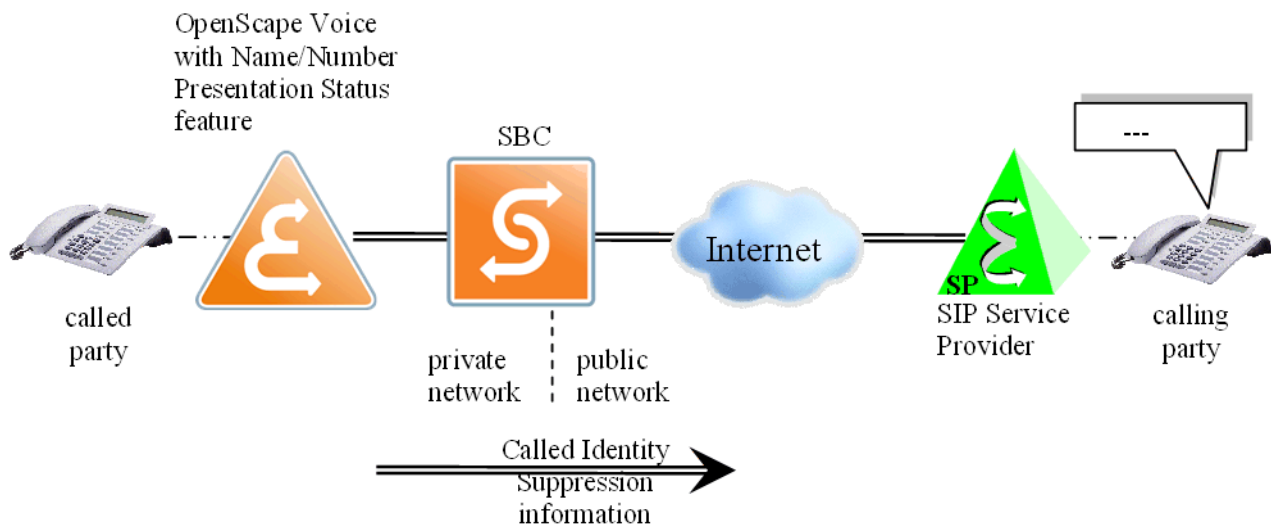 OpenScape Voice
with Name/Number
Presentation Status
feature
SBC
---
Internet
SP
SIP Service
Provider
called
party
calling
party
private
network
public
network
Called Identity
Suppression
information